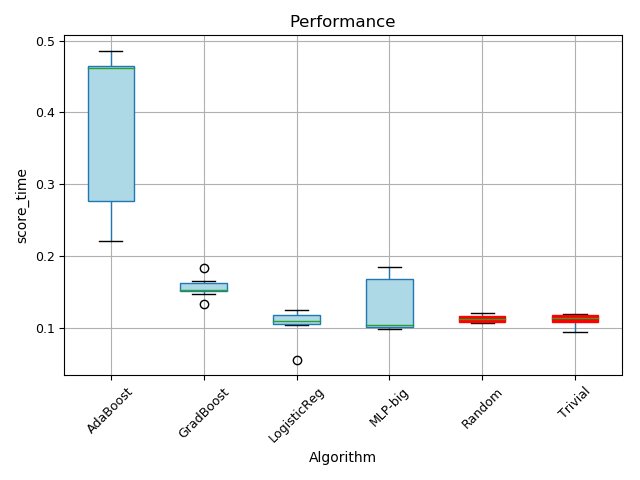 Performance
0.5
0.4
0.3
0.2
0.1
score_time
AdaBoost
GradBoost
LogisticReg
MLP-big
Random
Trivial
Algorithm